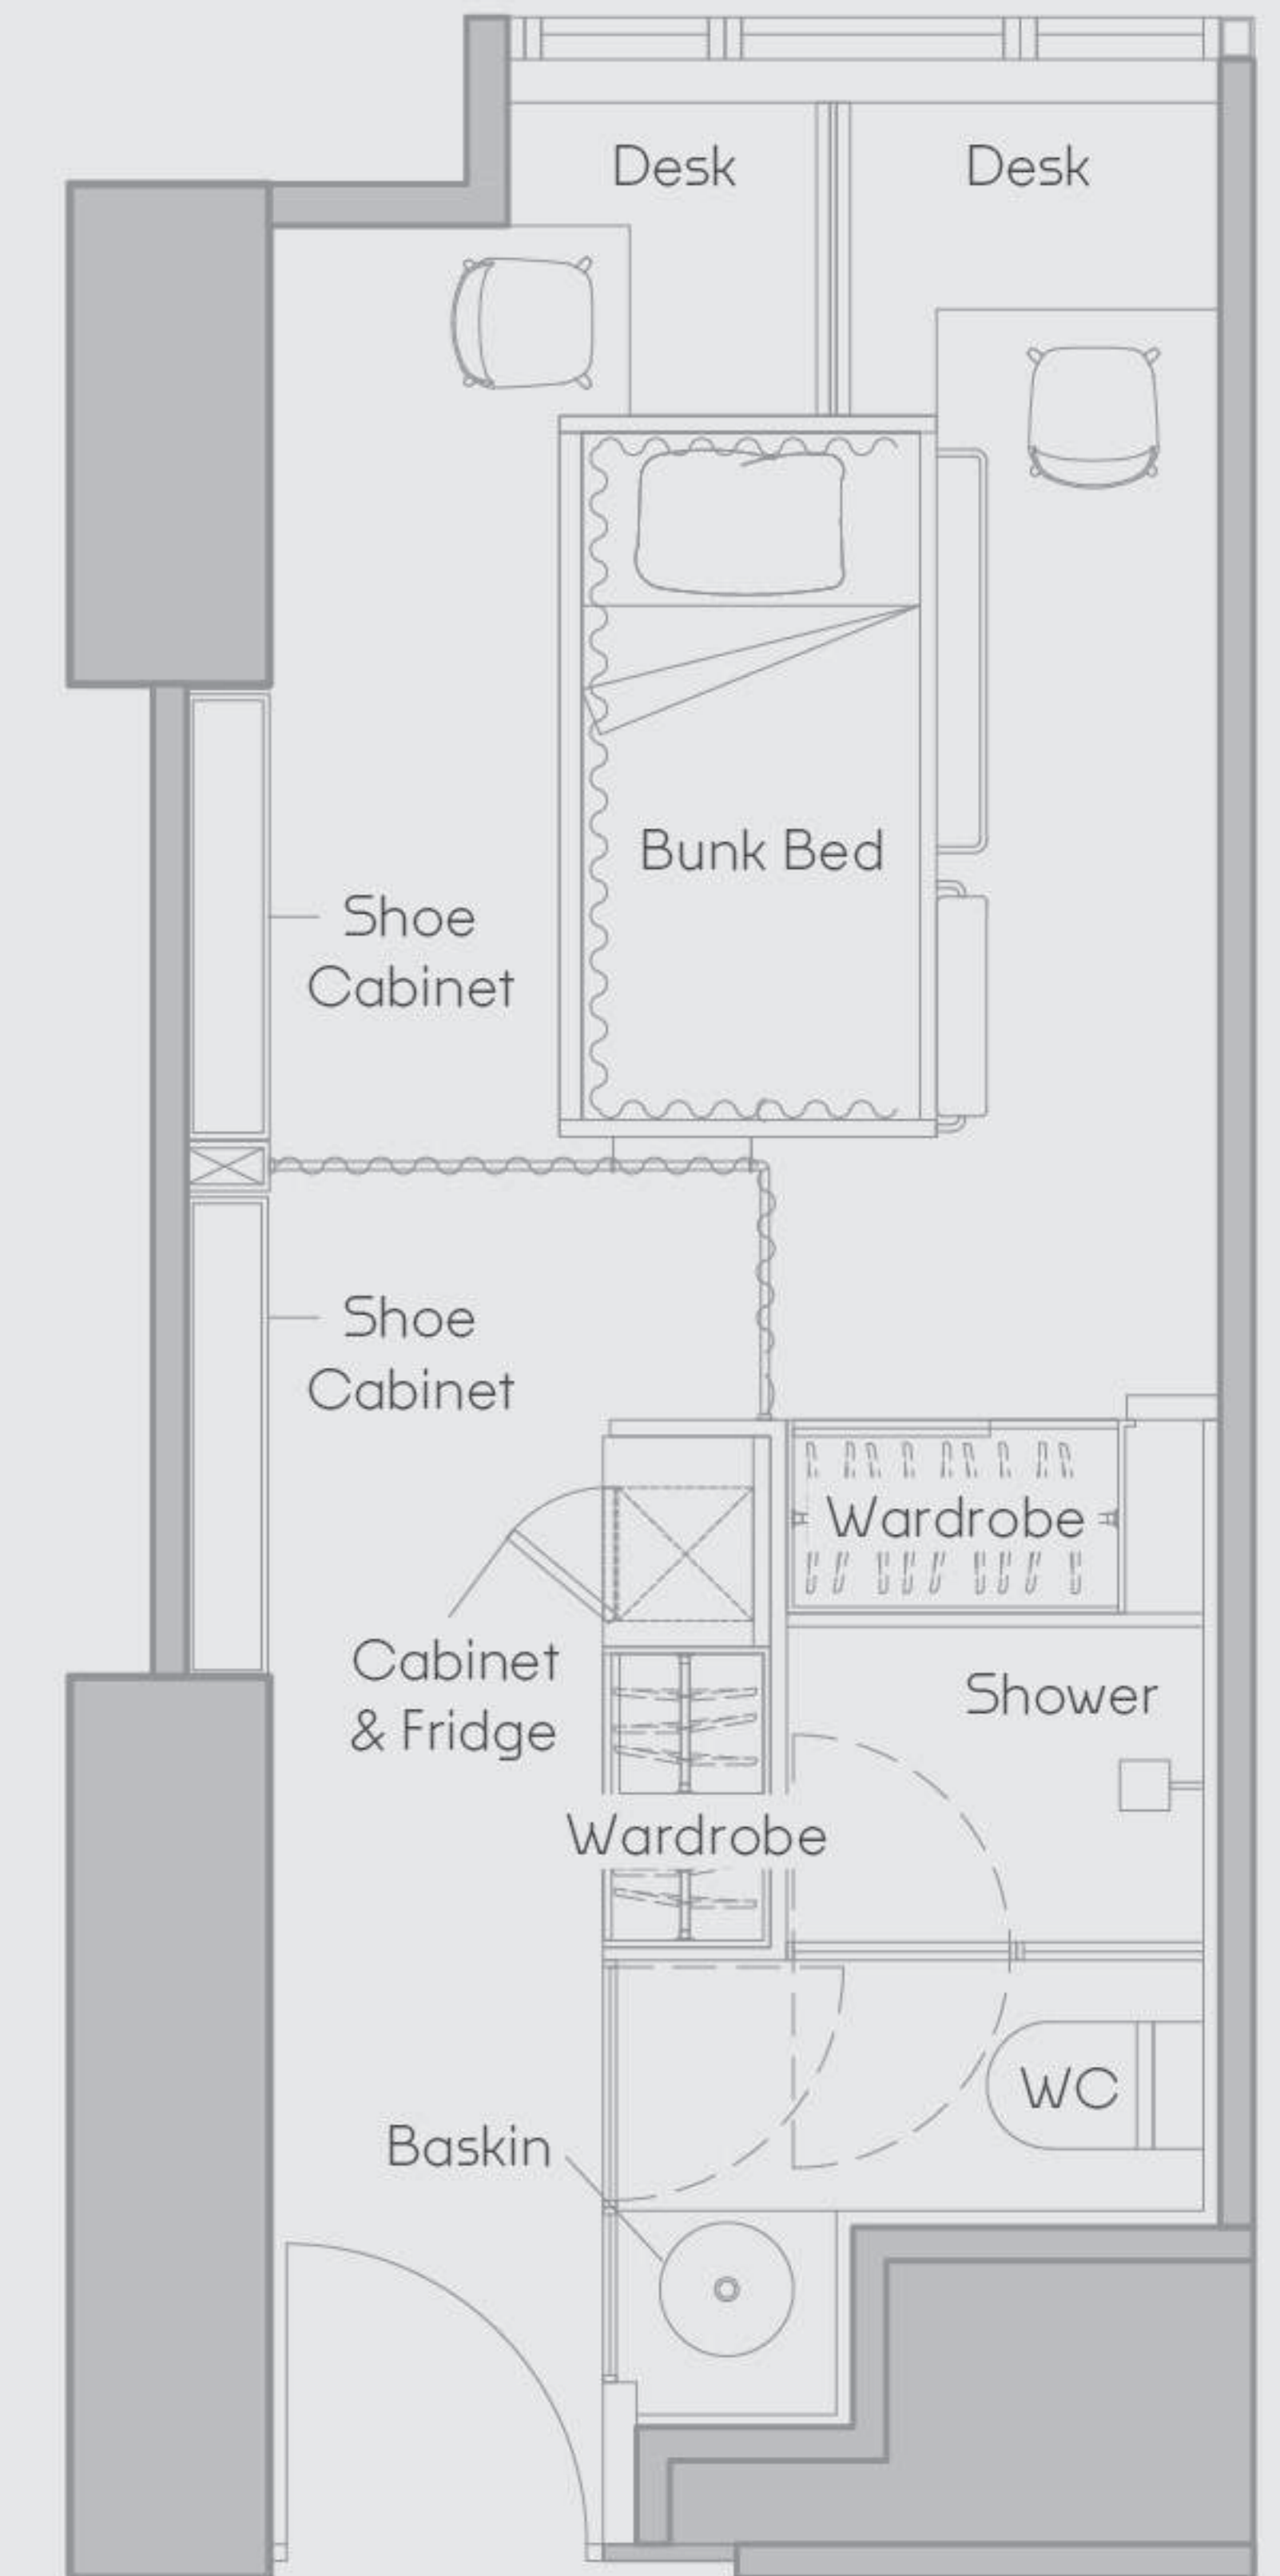 Desk
Desk
Bunk Bed
Shoe
Cabinet
Shoe
Cabinet
Wardrobe
Cabinet
& Fridge
Shower
Wardrobe
WC
Baskin